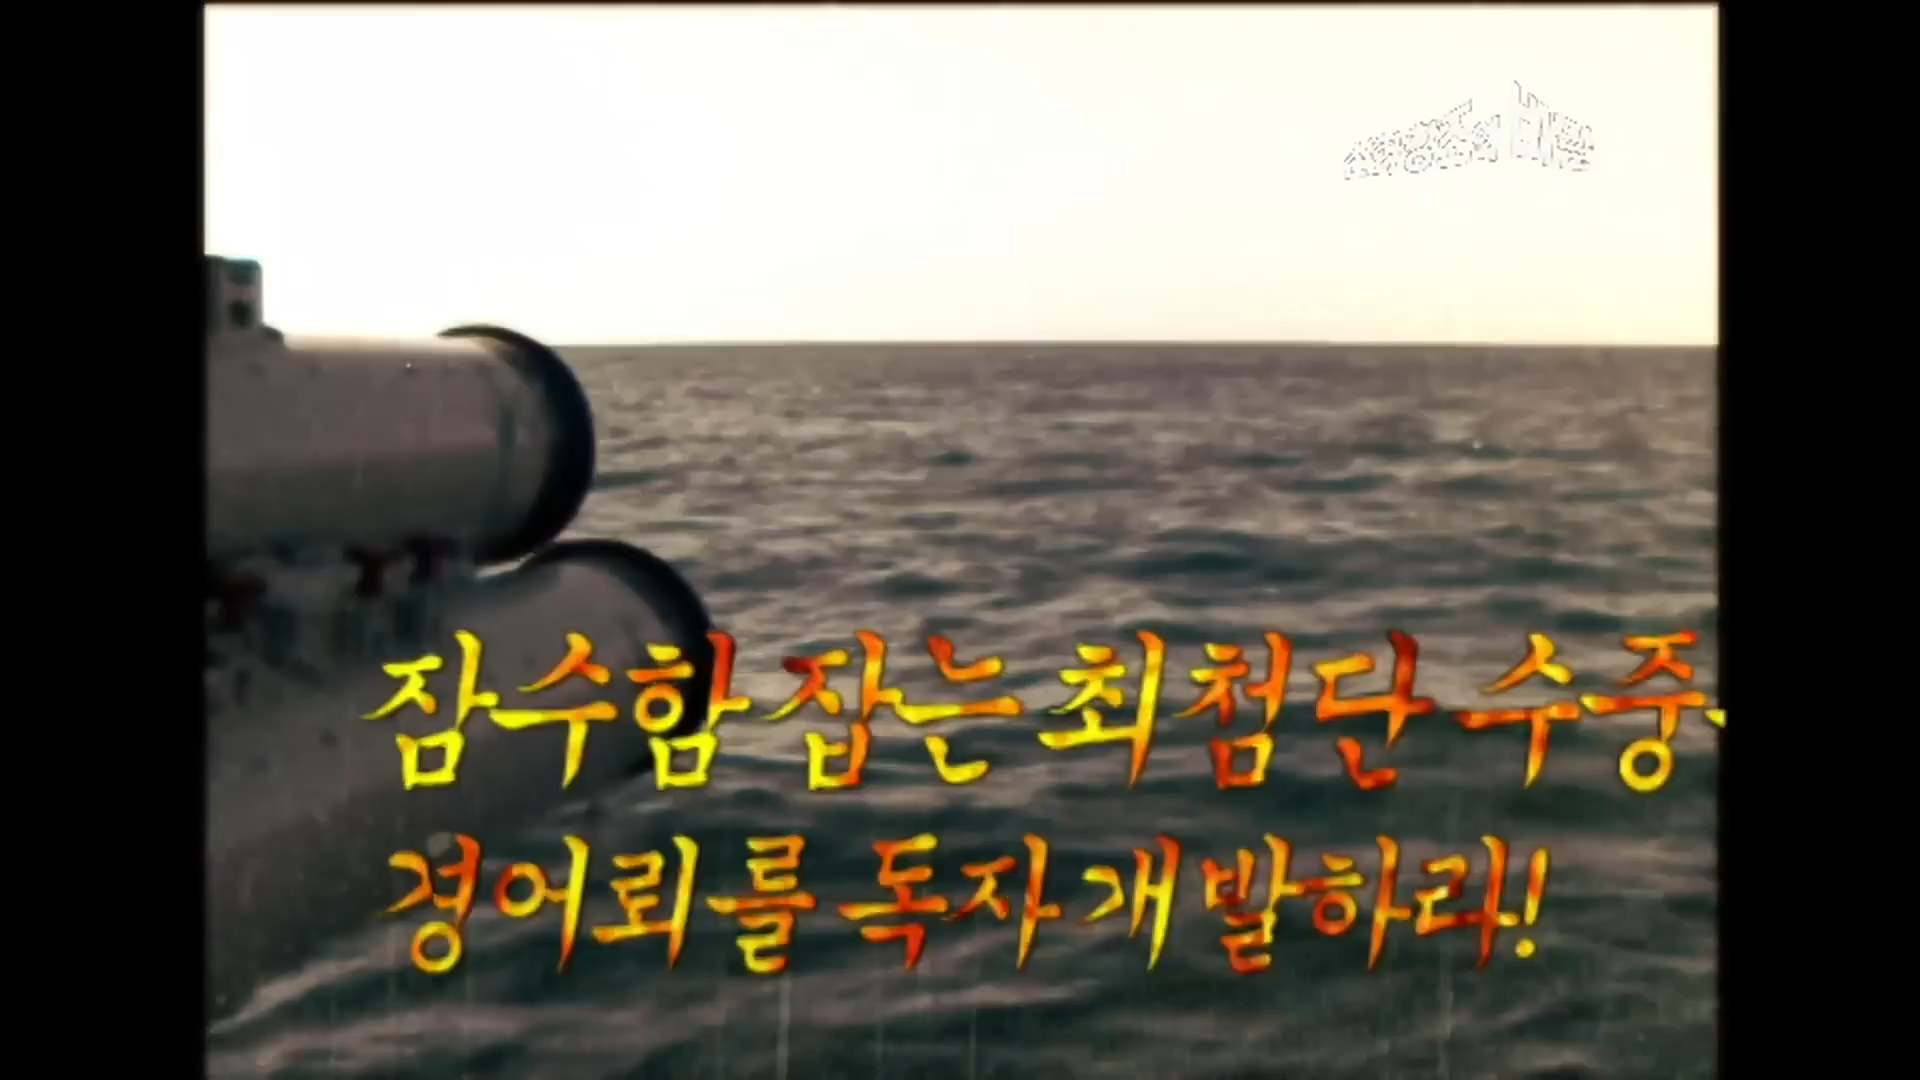 잠수함 잡는 최첨단 수중
경어뢰를 독자 개발하라!